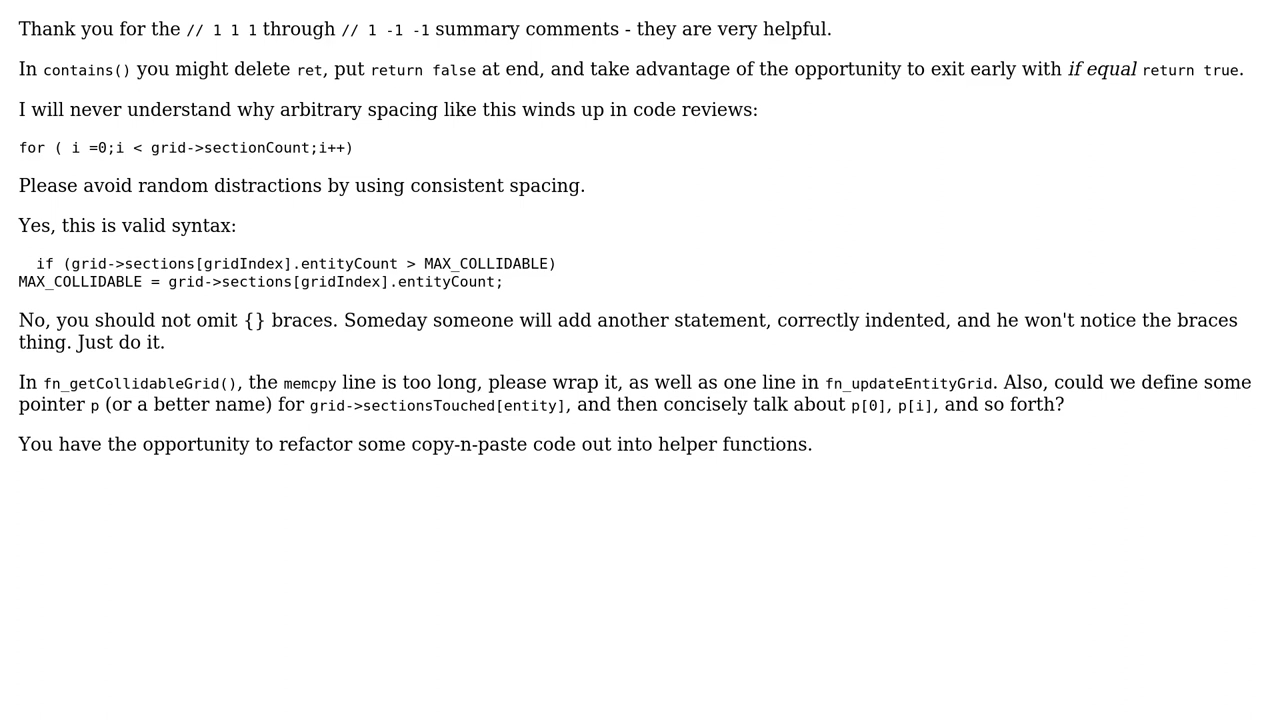 Thank you for the // 1 1 1 through // 1 -1 -1 summary comments - they are very helpful.
In contains() you might delete ret, put return false at end, and take advantage of the opportunity to exit early with if equal return true.
I will never understand why arbitrary spacing like this winds up in code reviews:
for ( i =0;i < grid->sectionCount;i++)
Please avoid random distractions by using consistent spacing.
Yes, this is valid syntax:
  if (grid->sections[gridIndex].entityCount > MAX_COLLIDABLE)
MAX_COLLIDABLE = grid->sections[gridIndex].entityCount;
No, you should not omit {} braces. Someday someone will add another statement, correctly indented, and he won't notice the braces
thing. Just do it.
In fn_getCollidableGrid(), the memcpy line is too long, please wrap it, as well as one line in fn_updateEntityGrid. Also, could we define some
pointer p (or a better name) for grid->sectionsTouched[entity], and then concisely talk about p[0], p[i], and so forth?
You have the opportunity to refactor some copy-n-paste code out into helper functions.